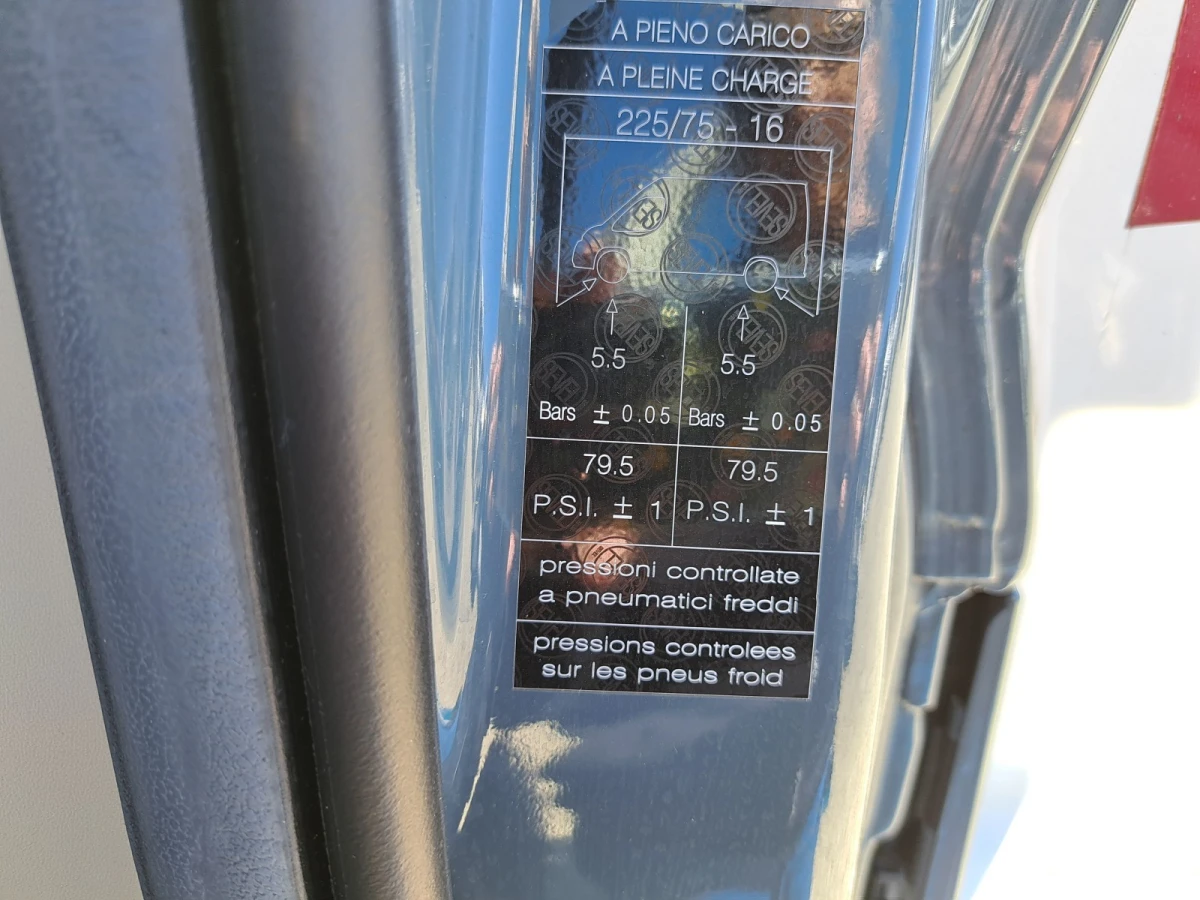 A PIENO CARICO
A PLEINE CHARGE
225/75 - 16
5.5 5.5
Bars ± 0.05 Bars ± 0.05
79.5 79.5
P.S.I. ± 1 P.S.I. ± 1
pressioni controllate
a pneumatici freddi
pressions controlees
sur les pneus froid